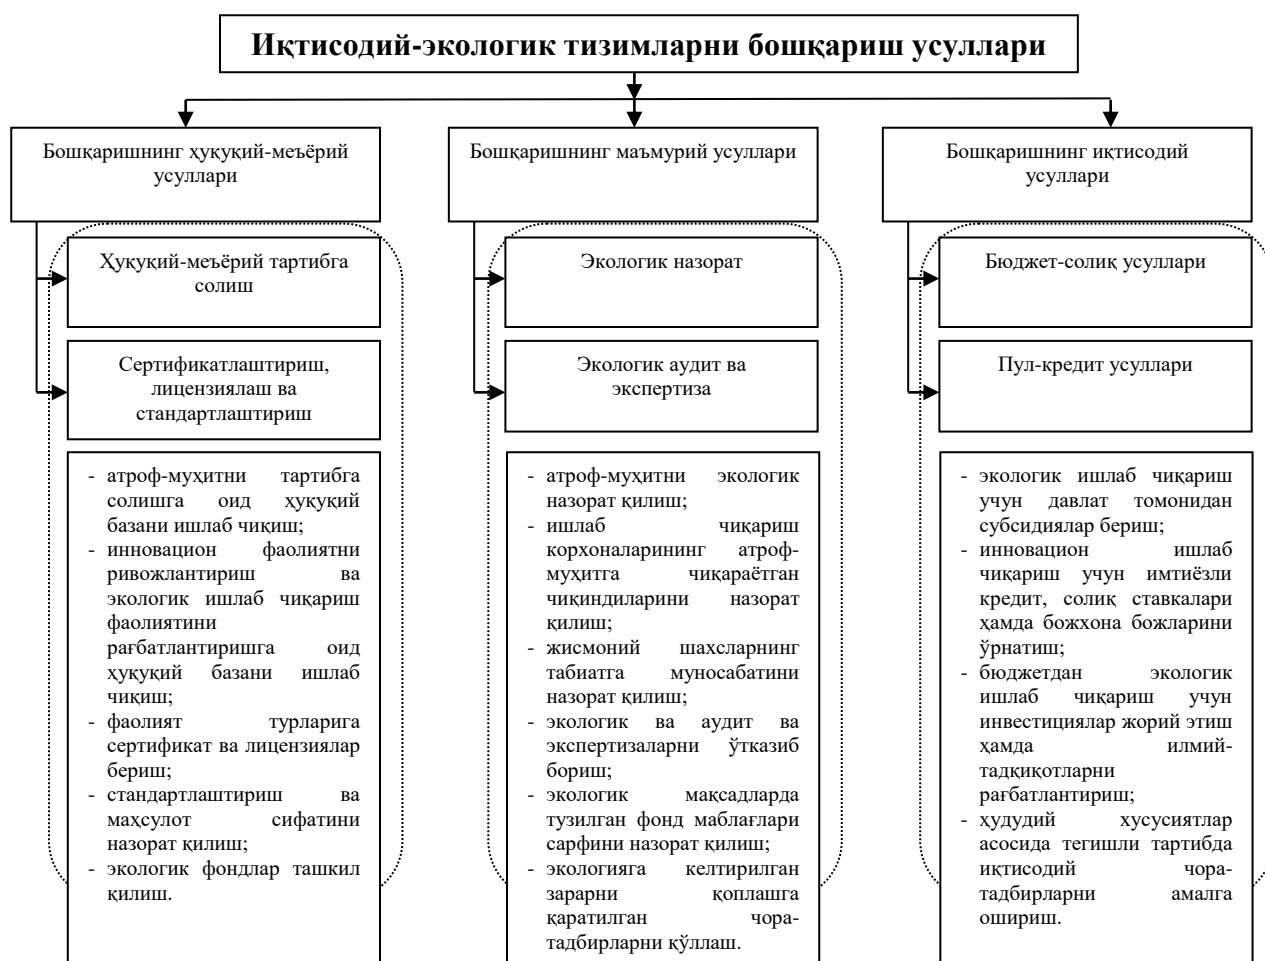 Иқтисодий-экологик тизимларни бошқариш усуллари
Бошқаришнинг ҳуқуқий-меъёрий
усуллари
Ҳуқуқий-меъёрий тартибга
солиш
Сертификатлаштириш,
лицензиялаш ва
стандартлаштириш
- атроф-муҳитни тартибга
солишга оид ҳуқуқий
базани ишлаб чиқиш;
- инновацион фаолиятни
ривожлантириш ва
экологик ишлаб чиқариш
фаолиятини
рағбатлантиришга оид
ҳуқуқий базани ишлаб
чиқиш;
- фаолият турларига
сертификат ва лицензиялар
бериш;
- стандартлаштириш ва
маҳсулот сифатини
назорат қилиш;
- экологик фондлар ташкил
қилиш.
Бошқаришнинг маъмурий усуллари
Экологик назорат
Экологик аудит ва
экспертиза
- атроф-муҳитни экологик
назорат қилиш;
- ишлаб чиқариш
корхоналарининг атроф-
муҳитга чиқараётган
чиқиндиларини назорат
қилиш;
- жисмоний шахсларнинг
табиатга муносабатини
назорат қилиш;
- экологик ва аудит ва
экспертизаларни ўтказиб
бориш;
- экологик мақсадларда
тузилган фонд маблағлари
сарфини назорат қилиш;
- экологияга келтирилган
зарарни қоплашга
қаратилган чора-
тадбирларни қўллаш.
Бошқаришнинг иқтисодий
усуллари
Бюджет-солиқ усуллари
Пул-кредит усуллари
- экологик ишлаб чиқариш
учун давлат томонидан
субсидиялар бериш;
- инновацион ишлаб
чиқариш учун имтиёзли
кредит, солиқ ставкалари
ҳамда божхона божларини
ўрнатиш;
- бюджетдан экологик
ишлаб чиқариш учун
инвестициялар жорий этиш
ҳамда илмий-
тадқиқотларни
рағбатлантириш;
- ҳудудий хусусиятлар
асосида тегишли тартибда
иқтисодий чора-
тадбирларни амалга
ошириш.